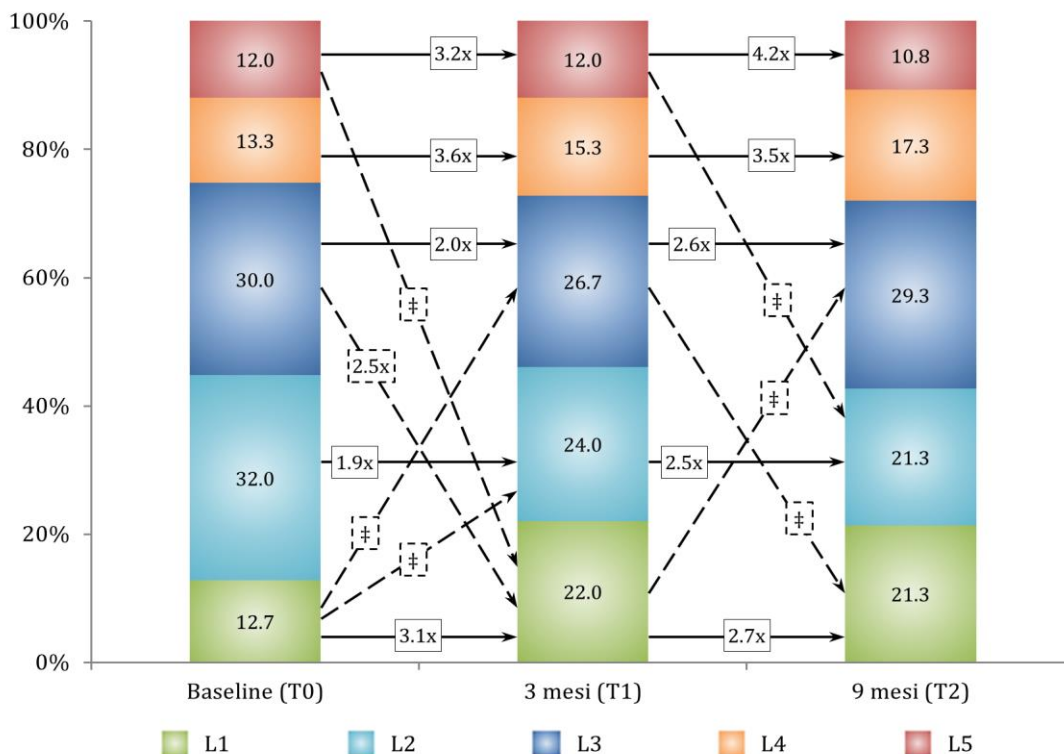 100%
80%
60%
40%
20%
0%
12.0
13.3
30.0
32.0
12.7
3.2x
3.6x
2.0x
‡
2.5x
1.9x
‡
‡
3.1x
12.0
15.3
26.7
24.0
22.0
4.2x
3.5x
2.6x
‡
‡
2.5x
‡
2.7x
10.8
17.3
29.3
21.3
21.3
Baseline (T0)
3 mesi (T1)
9 mesi (T2)
L1
L2
L3
L4
L5